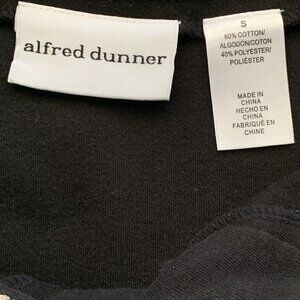 alfred dunner
S
60% COTTON/
ALGODÓN/COTON
40% POLYESTER/
POLIÉSTER
MADE IN
CHINA
HECHO EN
CHINA
FABRIQUÉ EN
CHINE